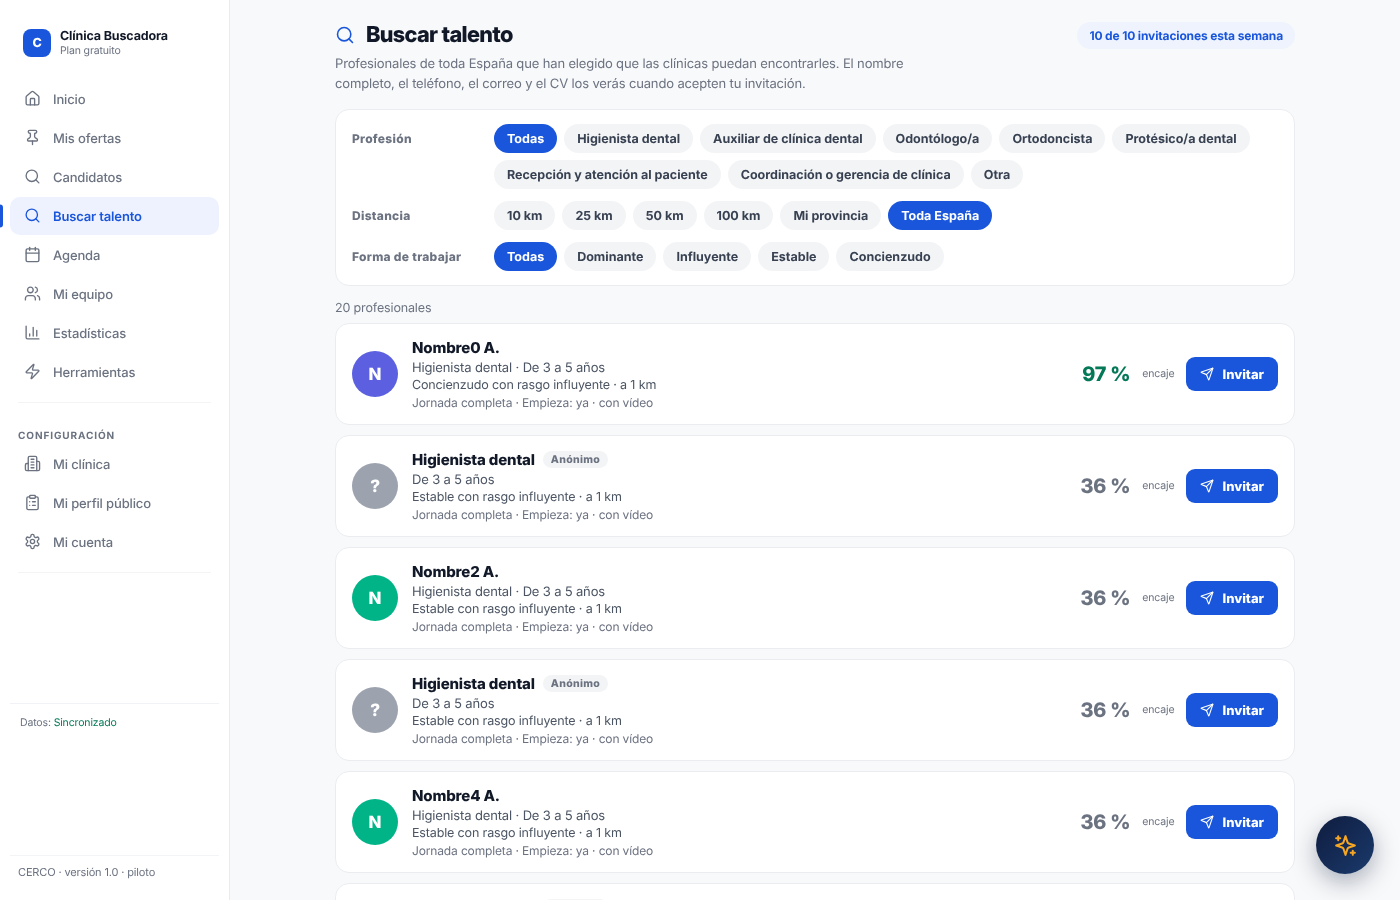 C
Clínica Buscadora
Plan gratuito
Inicio
Mis ofertas
Candidatos
Buscar talento
Agenda
Mi equipo
Estadísticas
Herramientas
CONFIGURACIÓN
Mi clínica
Mi perfil público
Mi cuenta
Datos: Sincronizado
CERCO · versión 1.0 · piloto
Buscar talento
10 de 10 invitaciones esta semana
Profesionales de toda España que han elegido que las clínicas puedan encontrarles. El nombre
completo, el teléfono, el correo y el CV los verás cuando acepten tu invitación.
Profesión Todas Higienista dental Auxiliar de clínica dental Odontólogo/a Ortodoncista Protésico/a dental
Recepción y atención al paciente Coordinación o gerencia de clínica Otra
Distancia 10 km 25 km 50 km 100 km Mi provincia Toda España
Forma de trabajar Todas Dominante Influyente Estable Concienzudo
20 profesionales
N
Nombre0 A.
Higienista dental · De 3 a 5 años
Concienzudo con rasgo influyente · a 1 km
Jornada completa · Empieza: ya · con vídeo
97 % encaje Invitar
?
Higienista dental Anónimo
De 3 a 5 años
Estable con rasgo influyente · a 1 km
Jornada completa · Empieza: ya · con vídeo
36 % encaje Invitar
N
Nombre2 A.
Higienista dental · De 3 a 5 años
Estable con rasgo influyente · a 1 km
Jornada completa · Empieza: ya · con vídeo
36 % encaje Invitar
?
Higienista dental Anónimo
De 3 a 5 años
Estable con rasgo influyente · a 1 km
Jornada completa · Empieza: ya · con vídeo
36 % encaje Invitar
N
Nombre4 A.
Higienista dental · De 3 a 5 años
Estable con rasgo influyente · a 1 km
Jornada completa · Empieza: ya · con vídeo
36 % encaje Invitar